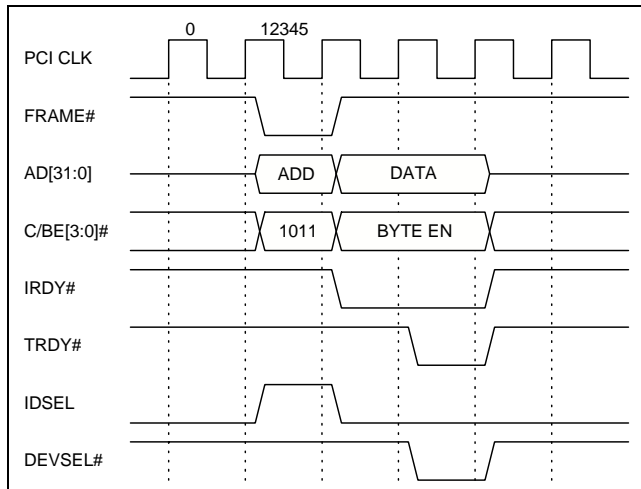 0 12345
PCI CLK
FRAME#
AD[31:0] ADD DATA
C/BE[3:0]# 1011 BYTE EN
IRDY#
TRDY#
IDSEL
DEVSEL#